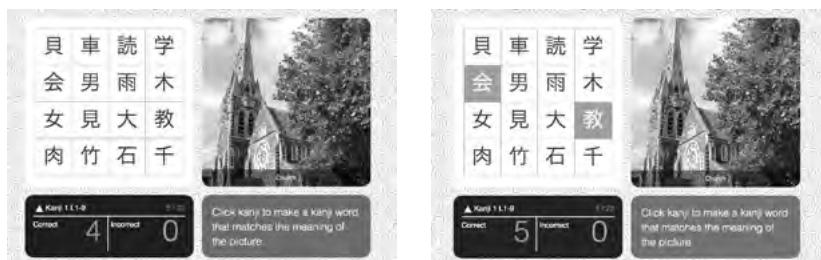 貝 車 読 学
会 男 雨 木
女 見 大 教
肉 竹 石 千
Church
▲ Kanji 1 L1-9
Correct 4 Incorrect 0
Click kanji to make a kanji word
that matches the meaning of
the picture.
貝 車 読 学
会 男 雨 木
女 見 大 教
肉 竹 石 千
Church
▲ Kanji 1 L1-9
Correct 5 Incorrect 0
Click kanji to make a kanji word
that matches the meaning of
the picture.